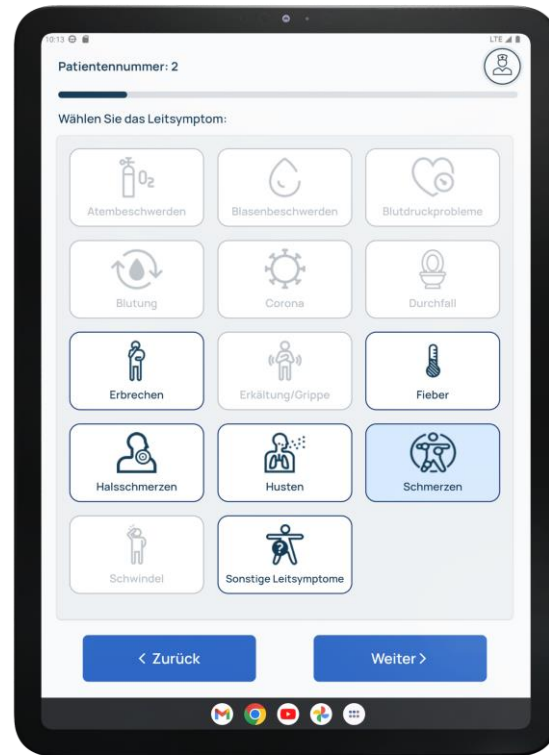 10:13
LTE
Patientennummer: 2
Wählen Sie das Leitsymptom:
O2
Atembeschwerden
Blasenbeschwerden
Blutdruckprobleme
Blutung
Corona
Durchfall
Erbrechen
Erkältung/Grippe
Fieber
Halsschmerzen
Husten
Schmerzen
Schwindel
?
Sonstige Leitsymptome
< Zurück
Weiter >